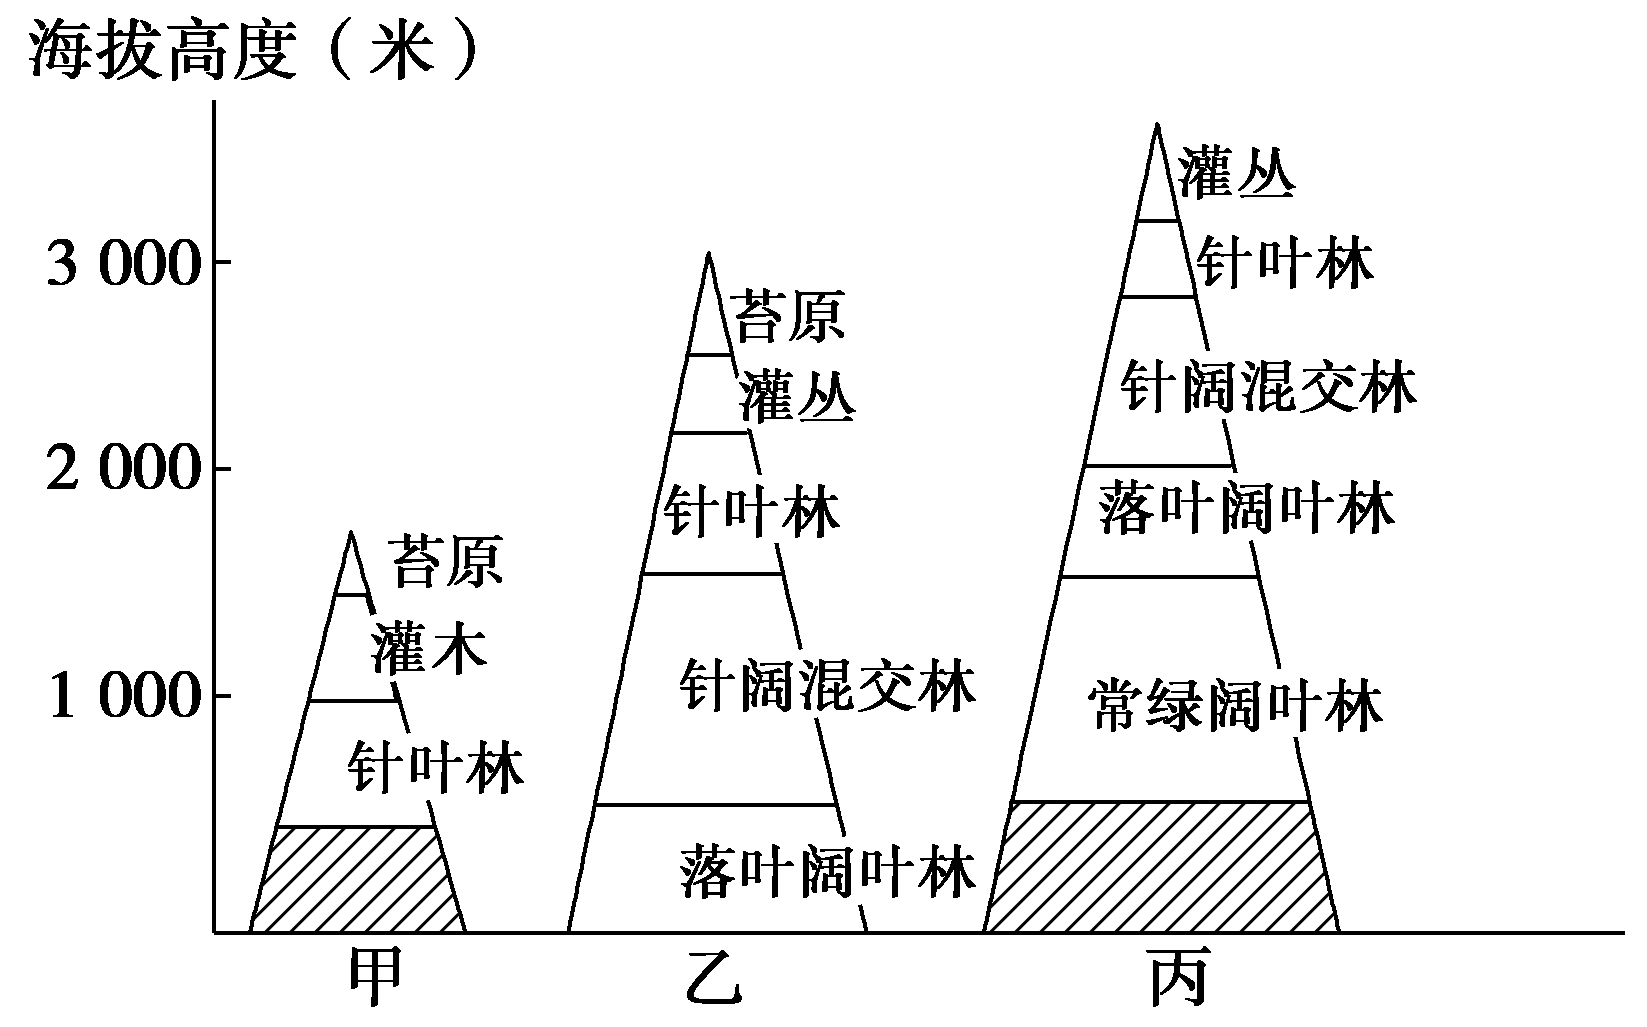 海拔高度（米）
3 000
2 000
1 000
苔原
灌木
针叶林
甲
苔原
灌丛
针叶林
针阔混交林
落叶阔叶林
乙
灌丛
针叶林
针阔混交林
落叶阔叶林
常绿阔叶林
丙